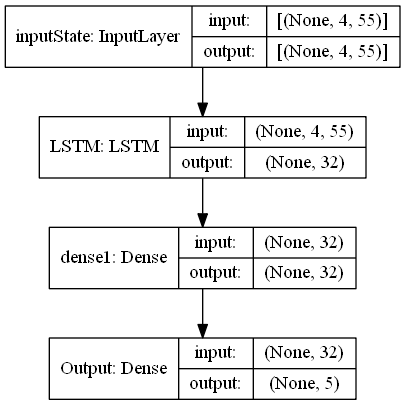 inputState: InputLayer
input: [(None, 4, 55)]
output: [(None, 4, 55)]
LSTM: LSTM
input: (None, 4, 55)
output: (None, 32)
dense1: Dense
input: (None, 32)
output: (None, 32)
Output: Dense
input: (None, 32)
output: (None, 5)